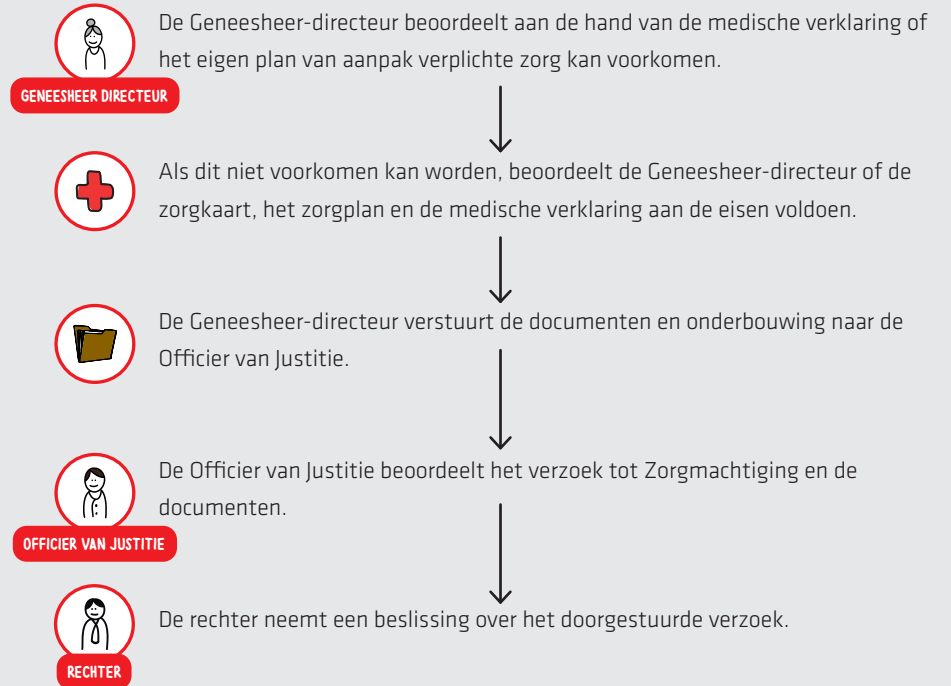 De Geneesheer-directeur beoordeelt aan de hand van de medische verklaring of
het eigen plan van aanpak verplichte zorg kan voorkomen.
GENEESHEER DIRECTEUR
Als dit niet voorkomen kan worden, beoordeelt de Geneesheer-directeur of de
zorgkaart, het zorgplan en de medische verklaring aan de eisen voldoen.
De Geneesheer-directeur verstuurt de documenten en onderbouwing naar de
Officier van Justitie.
De Officier van Justitie beoordeelt het verzoek tot Zorgmachtiging en de
documenten.
OFFICIER VAN JUSTITIE
De rechter neemt een beslissing over het doorgestuurde verzoek.
RECHTER